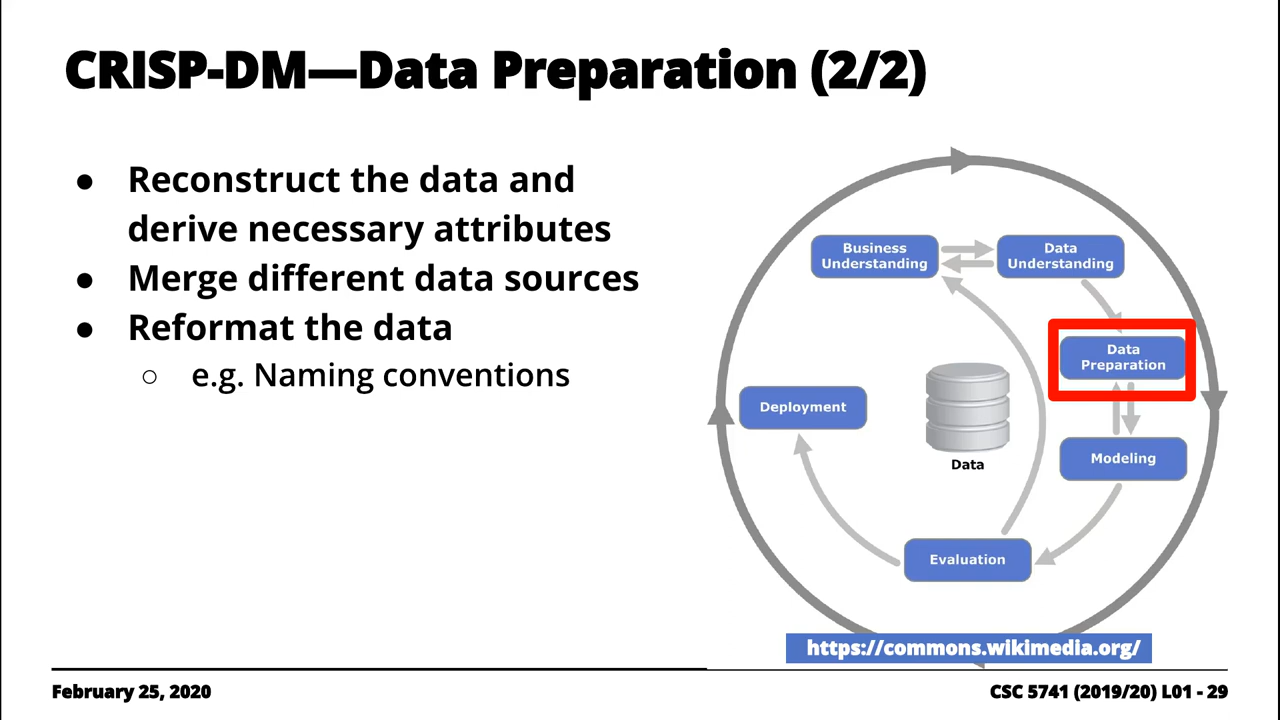 CRISP-DM—Data Preparation (2/2)
● Reconstruct the data and
derive necessary attributes
● Merge different data sources
● Reformat the data
○ e.g. Naming conventions
Business
Understanding
Data
Understanding
Data
Preparation
Deployment
Data
Modeling
Evaluation
https://commons.wikimedia.org/
February 25, 2020
CSC 5741 (2019/20) L01 - 29